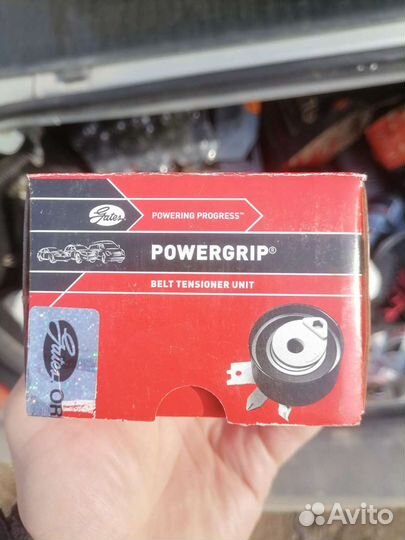 Gates
POWERING PROGRESS™
POWERGRIP®
BELT TENSIONER UNIT
Gates
OR
Avito